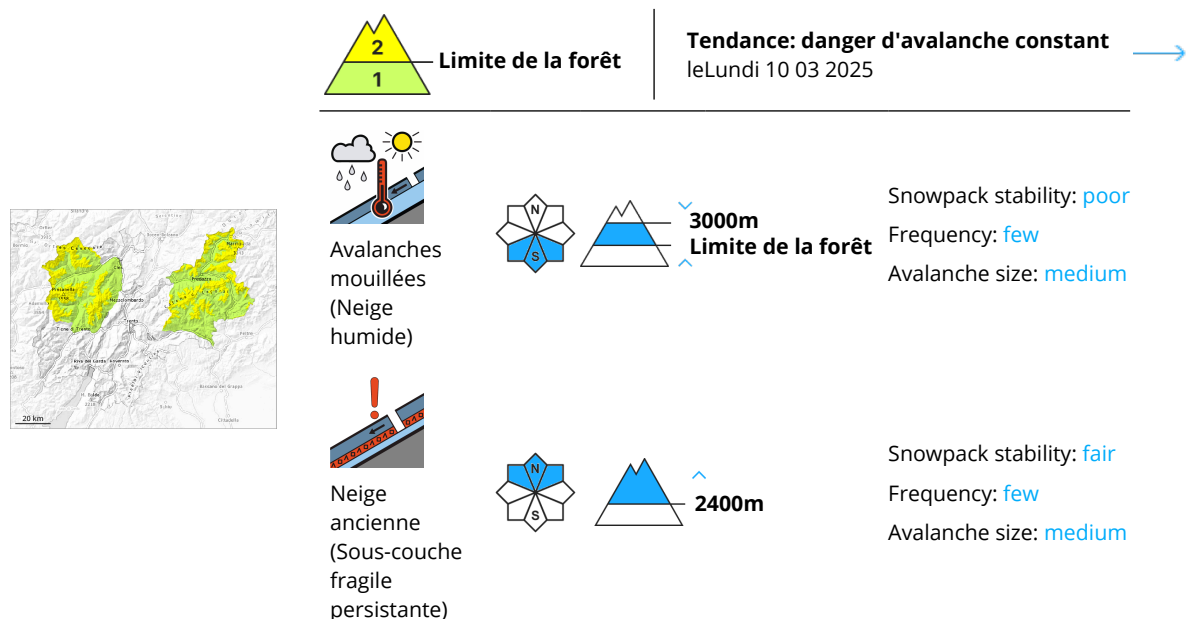 2
1
Limite de la forêt
Tendance: danger d'avalanche constant
leLundi 10 03 2025
Avalanches
mouillées
(Neige
humide)
N
S
3000m
Limite de la forêt
Snowpack stability: poor
Frequency: few
Avalanche size: medium
20 km
Neige
ancienne
(Sous-couche
fragile
persistante)
N
S
2400m
Snowpack stability: fair
Frequency: few
Avalanche size: medium